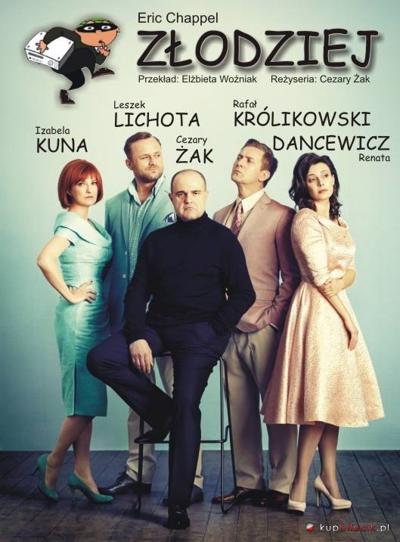 Eric Chappel
ZŁODZIEJ
Przekład: Elżbieta Woźniak Reżyseria: Cezary Żak
Izabela
KUNA
Leszek
LICHOTA
Cezary
ŻAK
Rafał
KRÓLIKOWSKI
DANCEWICZ
Renata
kupbilecik.pl